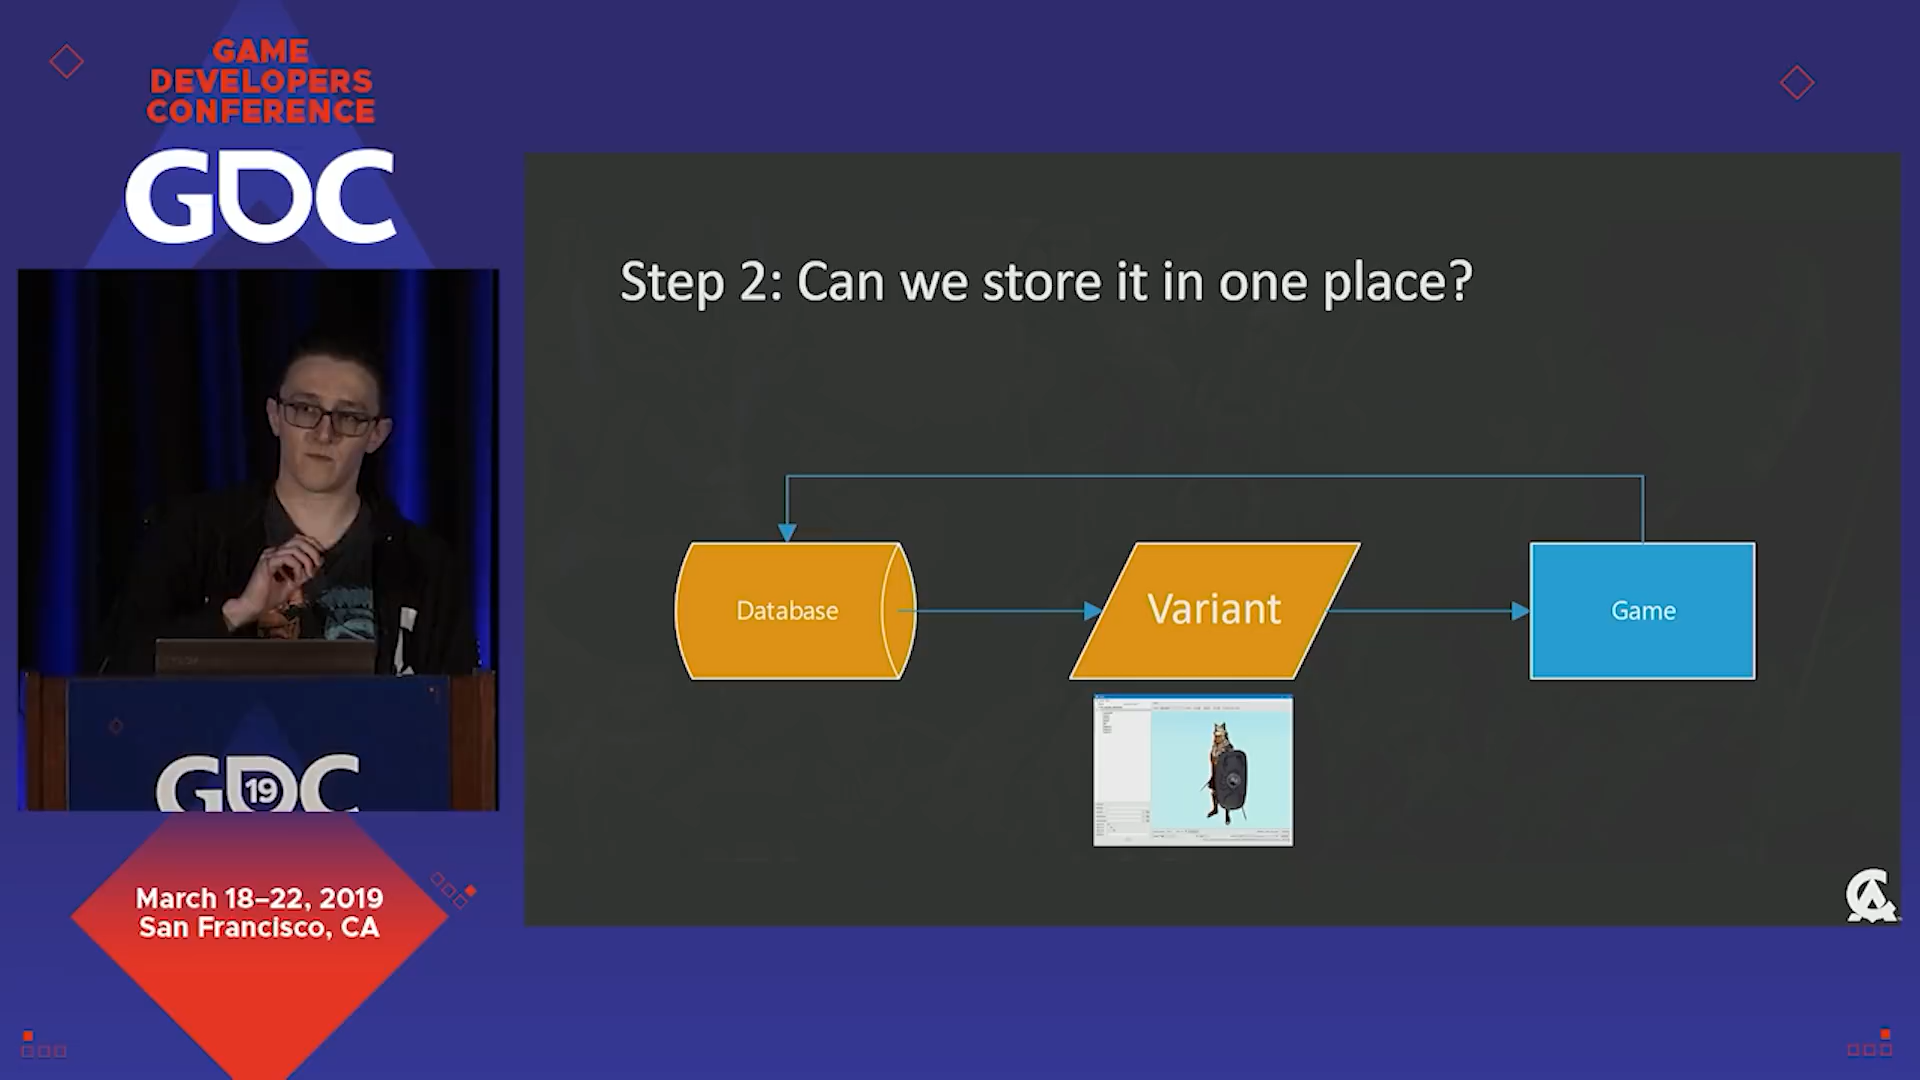 GAME
DEVELOPERS
CONFERENCE
GDC
Step 2: Can we store it in one place?
Database
Variant
Game
GDC
19
March 18–22, 2019
San Francisco, CA